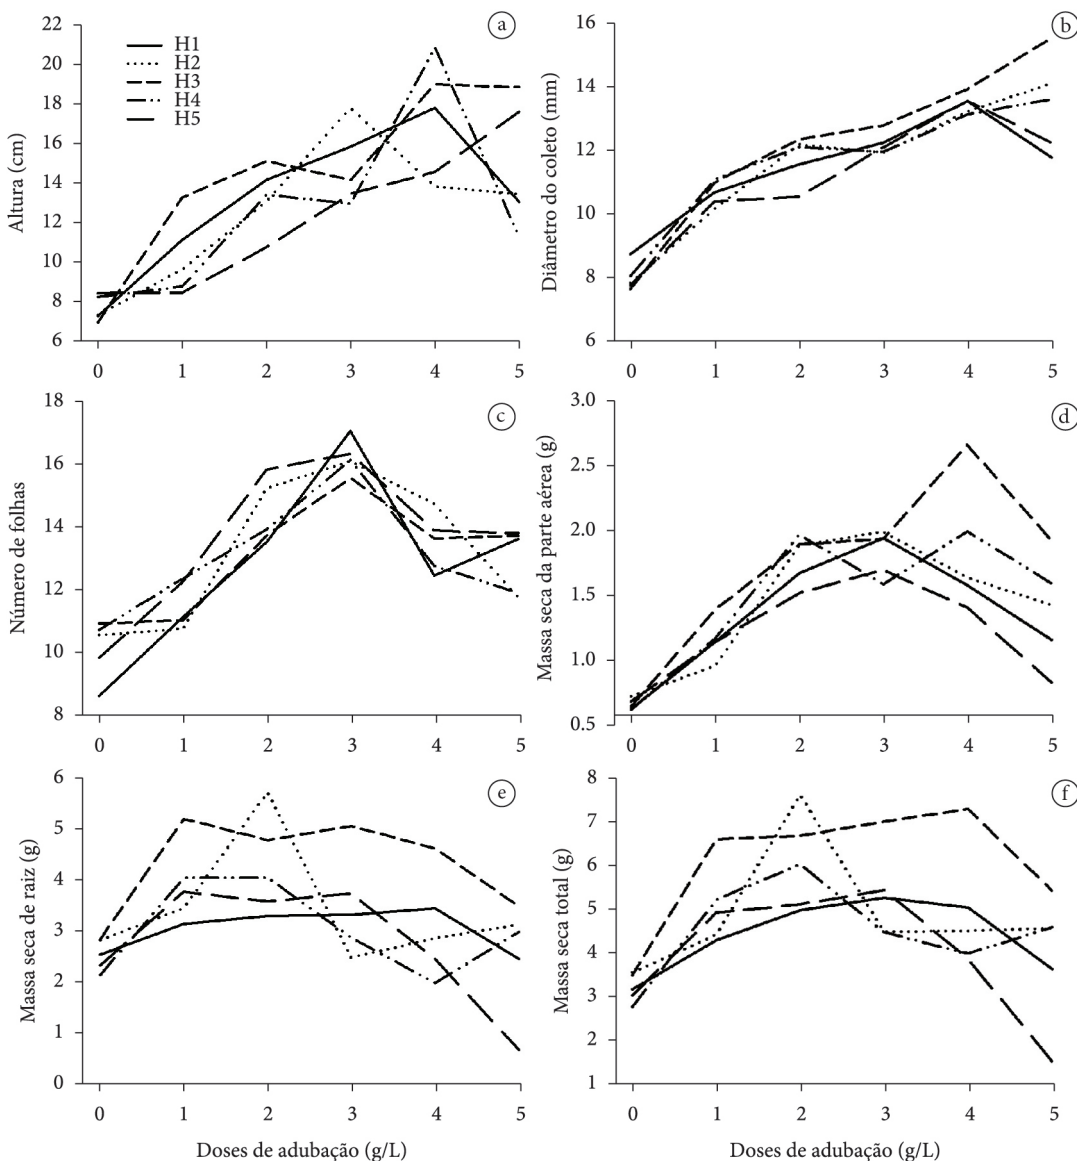 22
20
18
16
14
12
10
8
6
Altura (cm)
H1
H2
H3
H4
H5
a
0 1 2 3 4 5
16
14
12
10
8
6
Diâmetro do coleto (mm)
b
0 1 2 3 4 5
18
16
14
12
10
8
Número de folhas
c
0 1 2 3 4 5
3.0
2.5
2.0
1.5
1.0
0.5
Massa seca da parte aérea (g)
d
0 1 2 3 4 5
6
5
4
3
2
1
0
Massa seca de raiz (g)
e
0 1 2 3 4 5
Doses de adubação (g/L)
8
7
6
5
4
3
2
1
Massa seca total (g)
f
0 1 2 3 4 5
Doses de adubação (g/L)